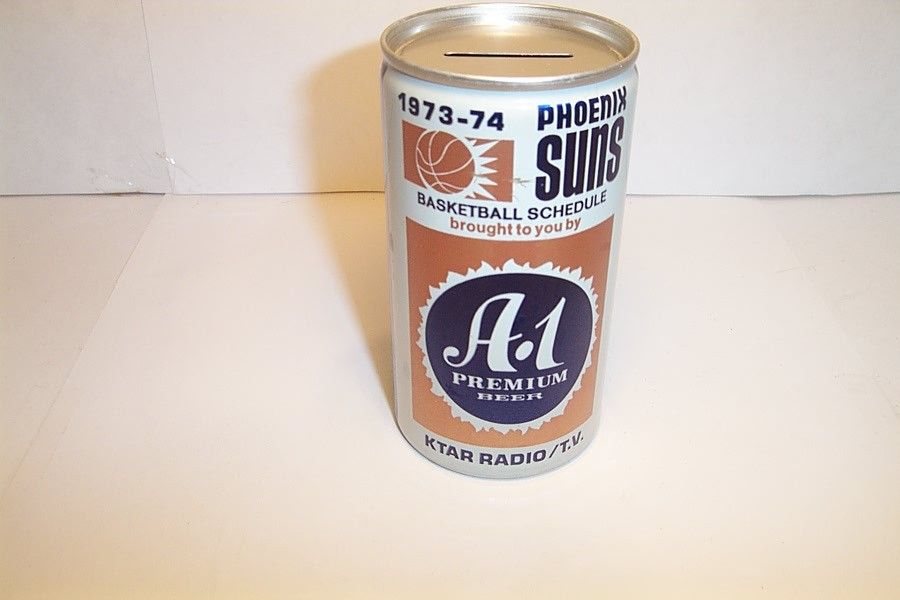 1973-74
PHOENIX
SUNS
BASKETBALL SCHEDULE
brought to you by
A.1
PREMIUM
BEER
KTAR RADIO/T.V.